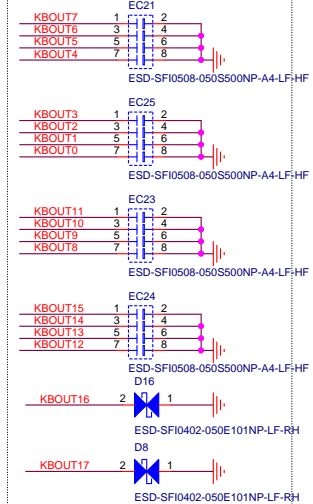 EC21
KBOUT7 1 2
KBOUT6 3 4
KBOUT5 5 6
KBOUT4 7 8
ESD-SFI0508-050S500NP-A4-LF-HF
EC25
KBOUT3 1 2
KBOUT2 3 4
KBOUT1 5 6
KBOUT0 7 8
ESD-SFI0508-050S500NP-A4-LF-HF
EC23
KBOUT11 1 2
KBOUT10 3 4
KBOUT9 5 6
KBOUT8 7 8
ESD-SFI0508-050S500NP-A4-LF-HF
EC24
KBOUT15 1 2
KBOUT14 3 4
KBOUT13 5 6
KBOUT12 7 8
ESD-SFI0508-050S500NP-A4-LF-HF
D16
KBOUT16 2 1
ESD-SFI0402-050E101NP-LF-RH
D8
KBOUT17 2 1
ESD-SFI0402-050E101NP-LF-RH